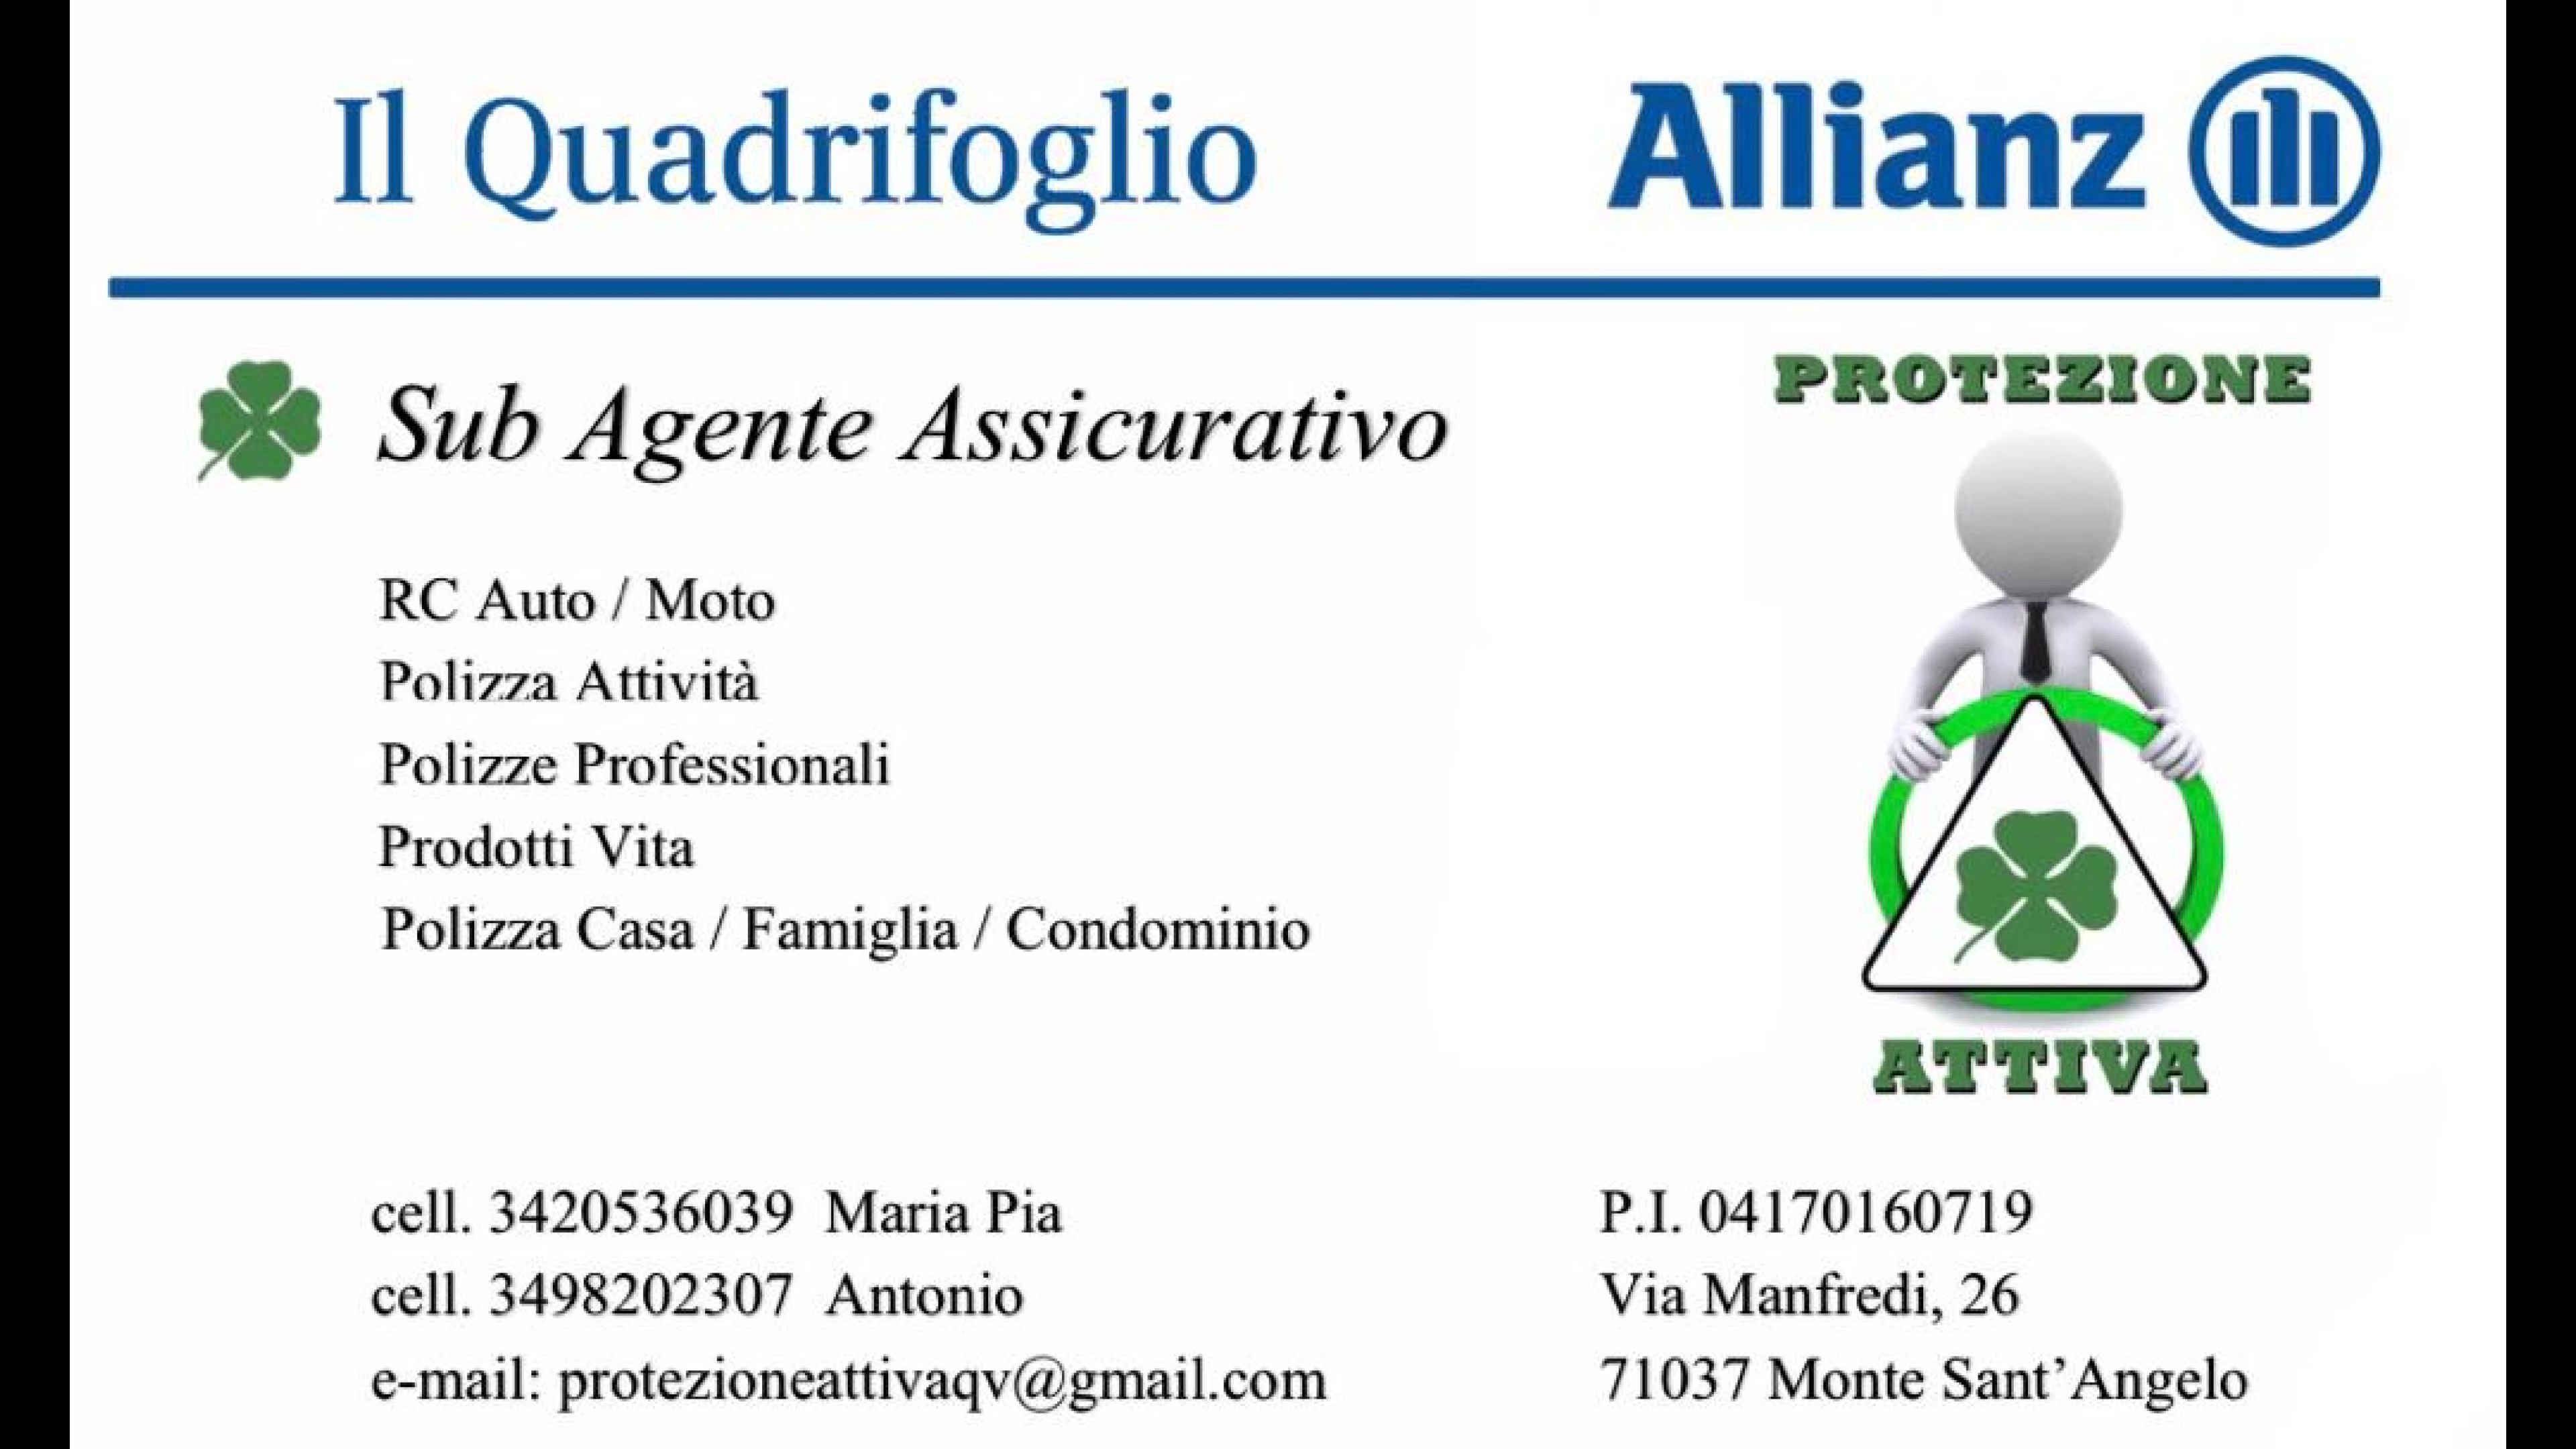 Il Quadrifoglio
Allianz
Sub Agente Assicurativo
RC Auto / Moto
Polizza Attività
Polizze Professionali
Prodotti Vita
Polizza Casa / Famiglia / Condominio
PROTEZIONE
ATTIVA
cell. 3420536039 Maria Pia
cell. 3498202307 Antonio
e-mail: protezioneattivaqv@gmail.com
P.I. 04170160719
Via Manfredi, 26
71037 Monte Sant’Angelo